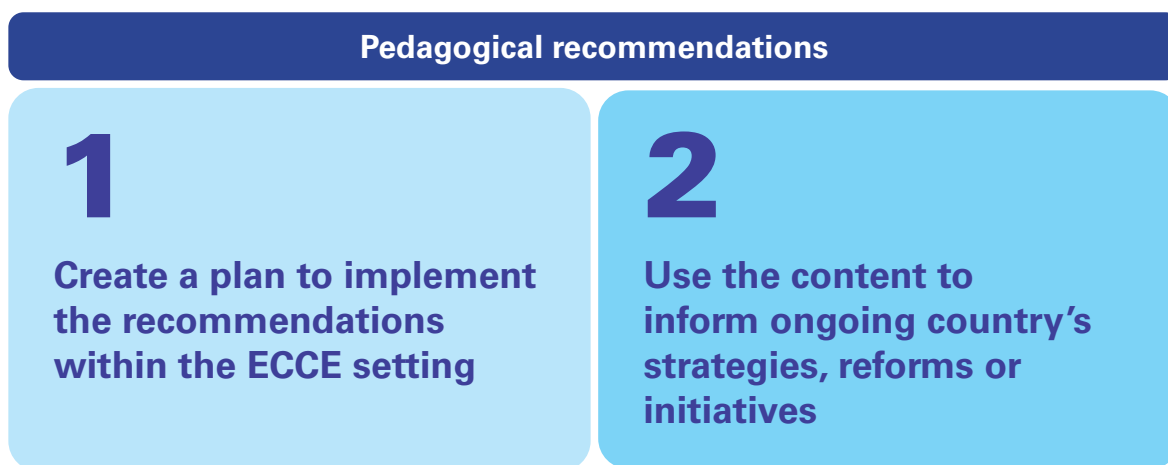 Pedagogical recommendations
1
Create a plan to implement
the recommendations
within the ECCE setting
2
Use the content to
inform ongoing country’s
strategies, reforms or
initiatives